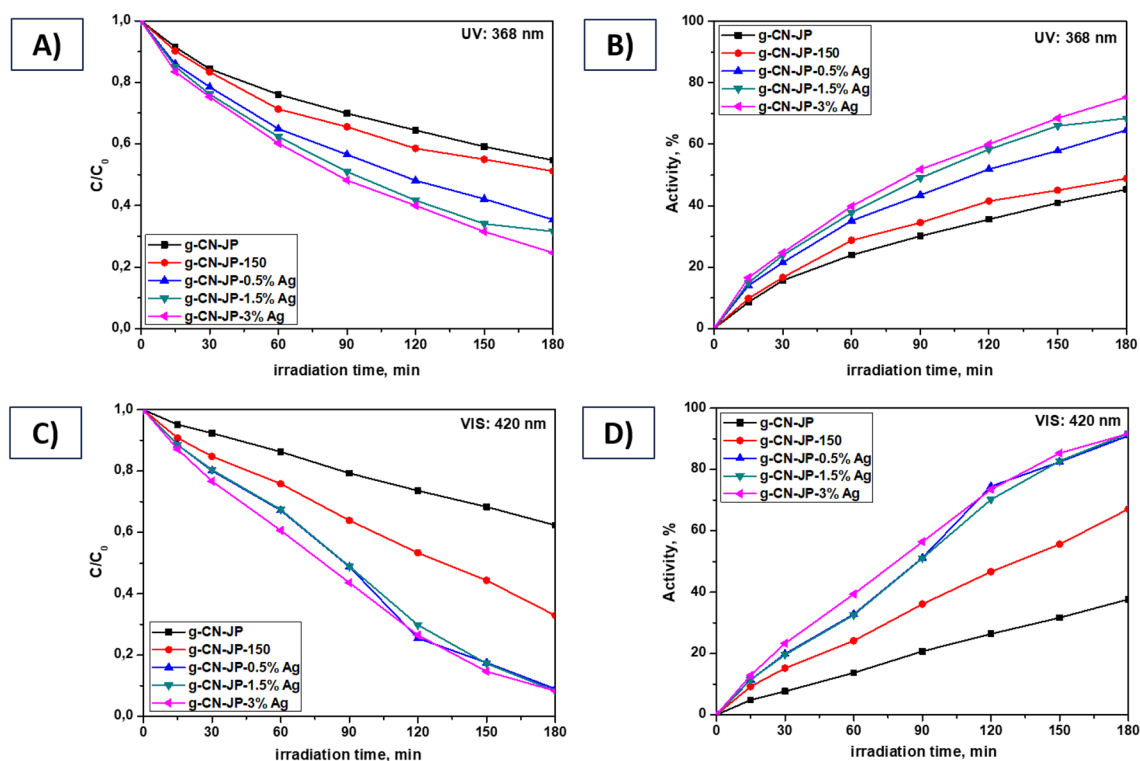 A)
UV: 368 nm
1,0
0,8
0,6
0,4
0,2
0,0
C/C0
g-CN-JP
g-CN-JP-150
g-CN-JP-0.5% Ag
g-CN-JP-1.5% Ag
g-CN-JP-3% Ag
0 30 60 90 120 150 180
irradiation time, min
B)
UV: 368 nm
100
80
60
40
20
0
Activity, %
g-CN-JP
g-CN-JP-150
g-CN-JP-0.5% Ag
g-CN-JP-1.5% Ag
g-CN-JP-3% Ag
0 30 60 90 120 150 180
irradiation time, min
C)
VIS: 420 nm
1,0
0,8
0,6
0,4
0,2
0,0
C/C0
g-CN-JP
g-CN-JP-150
g-CN-JP-0.5% Ag
g-CN-JP-1.5% Ag
g-CN-JP-3% Ag
0 30 60 90 120 150 180
irradiation time, min
D)
VIS: 420 nm
100
80
60
40
20
0
Activity, %
g-CN-JP
g-CN-JP-150
g-CN-JP-0.5% Ag
g-CN-JP-1.5% Ag
g-CN-JP-3% Ag
0 30 60 90 120 150 180
irradiation time, min